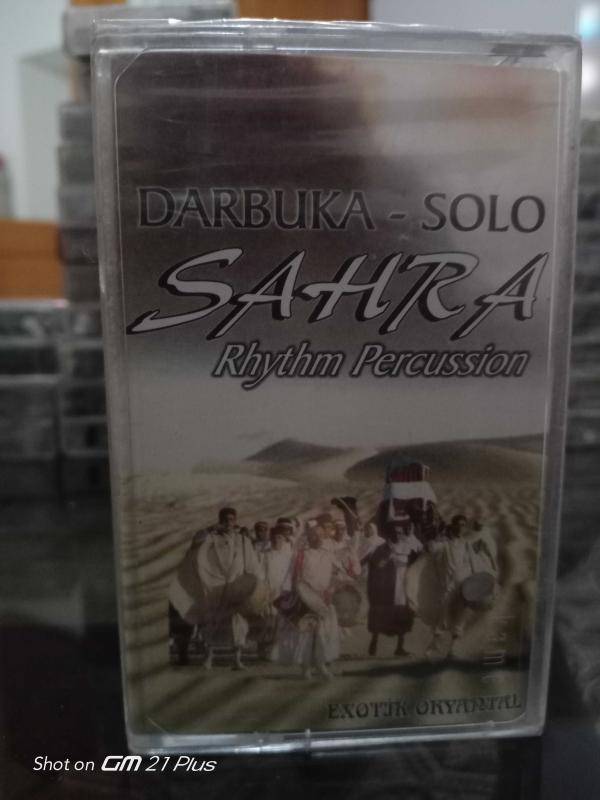 DARBUKA - SOLO
SAHRA
Rhythm Percussion
EXOTIK ORYANTAL
Shot on GM 21 Plus